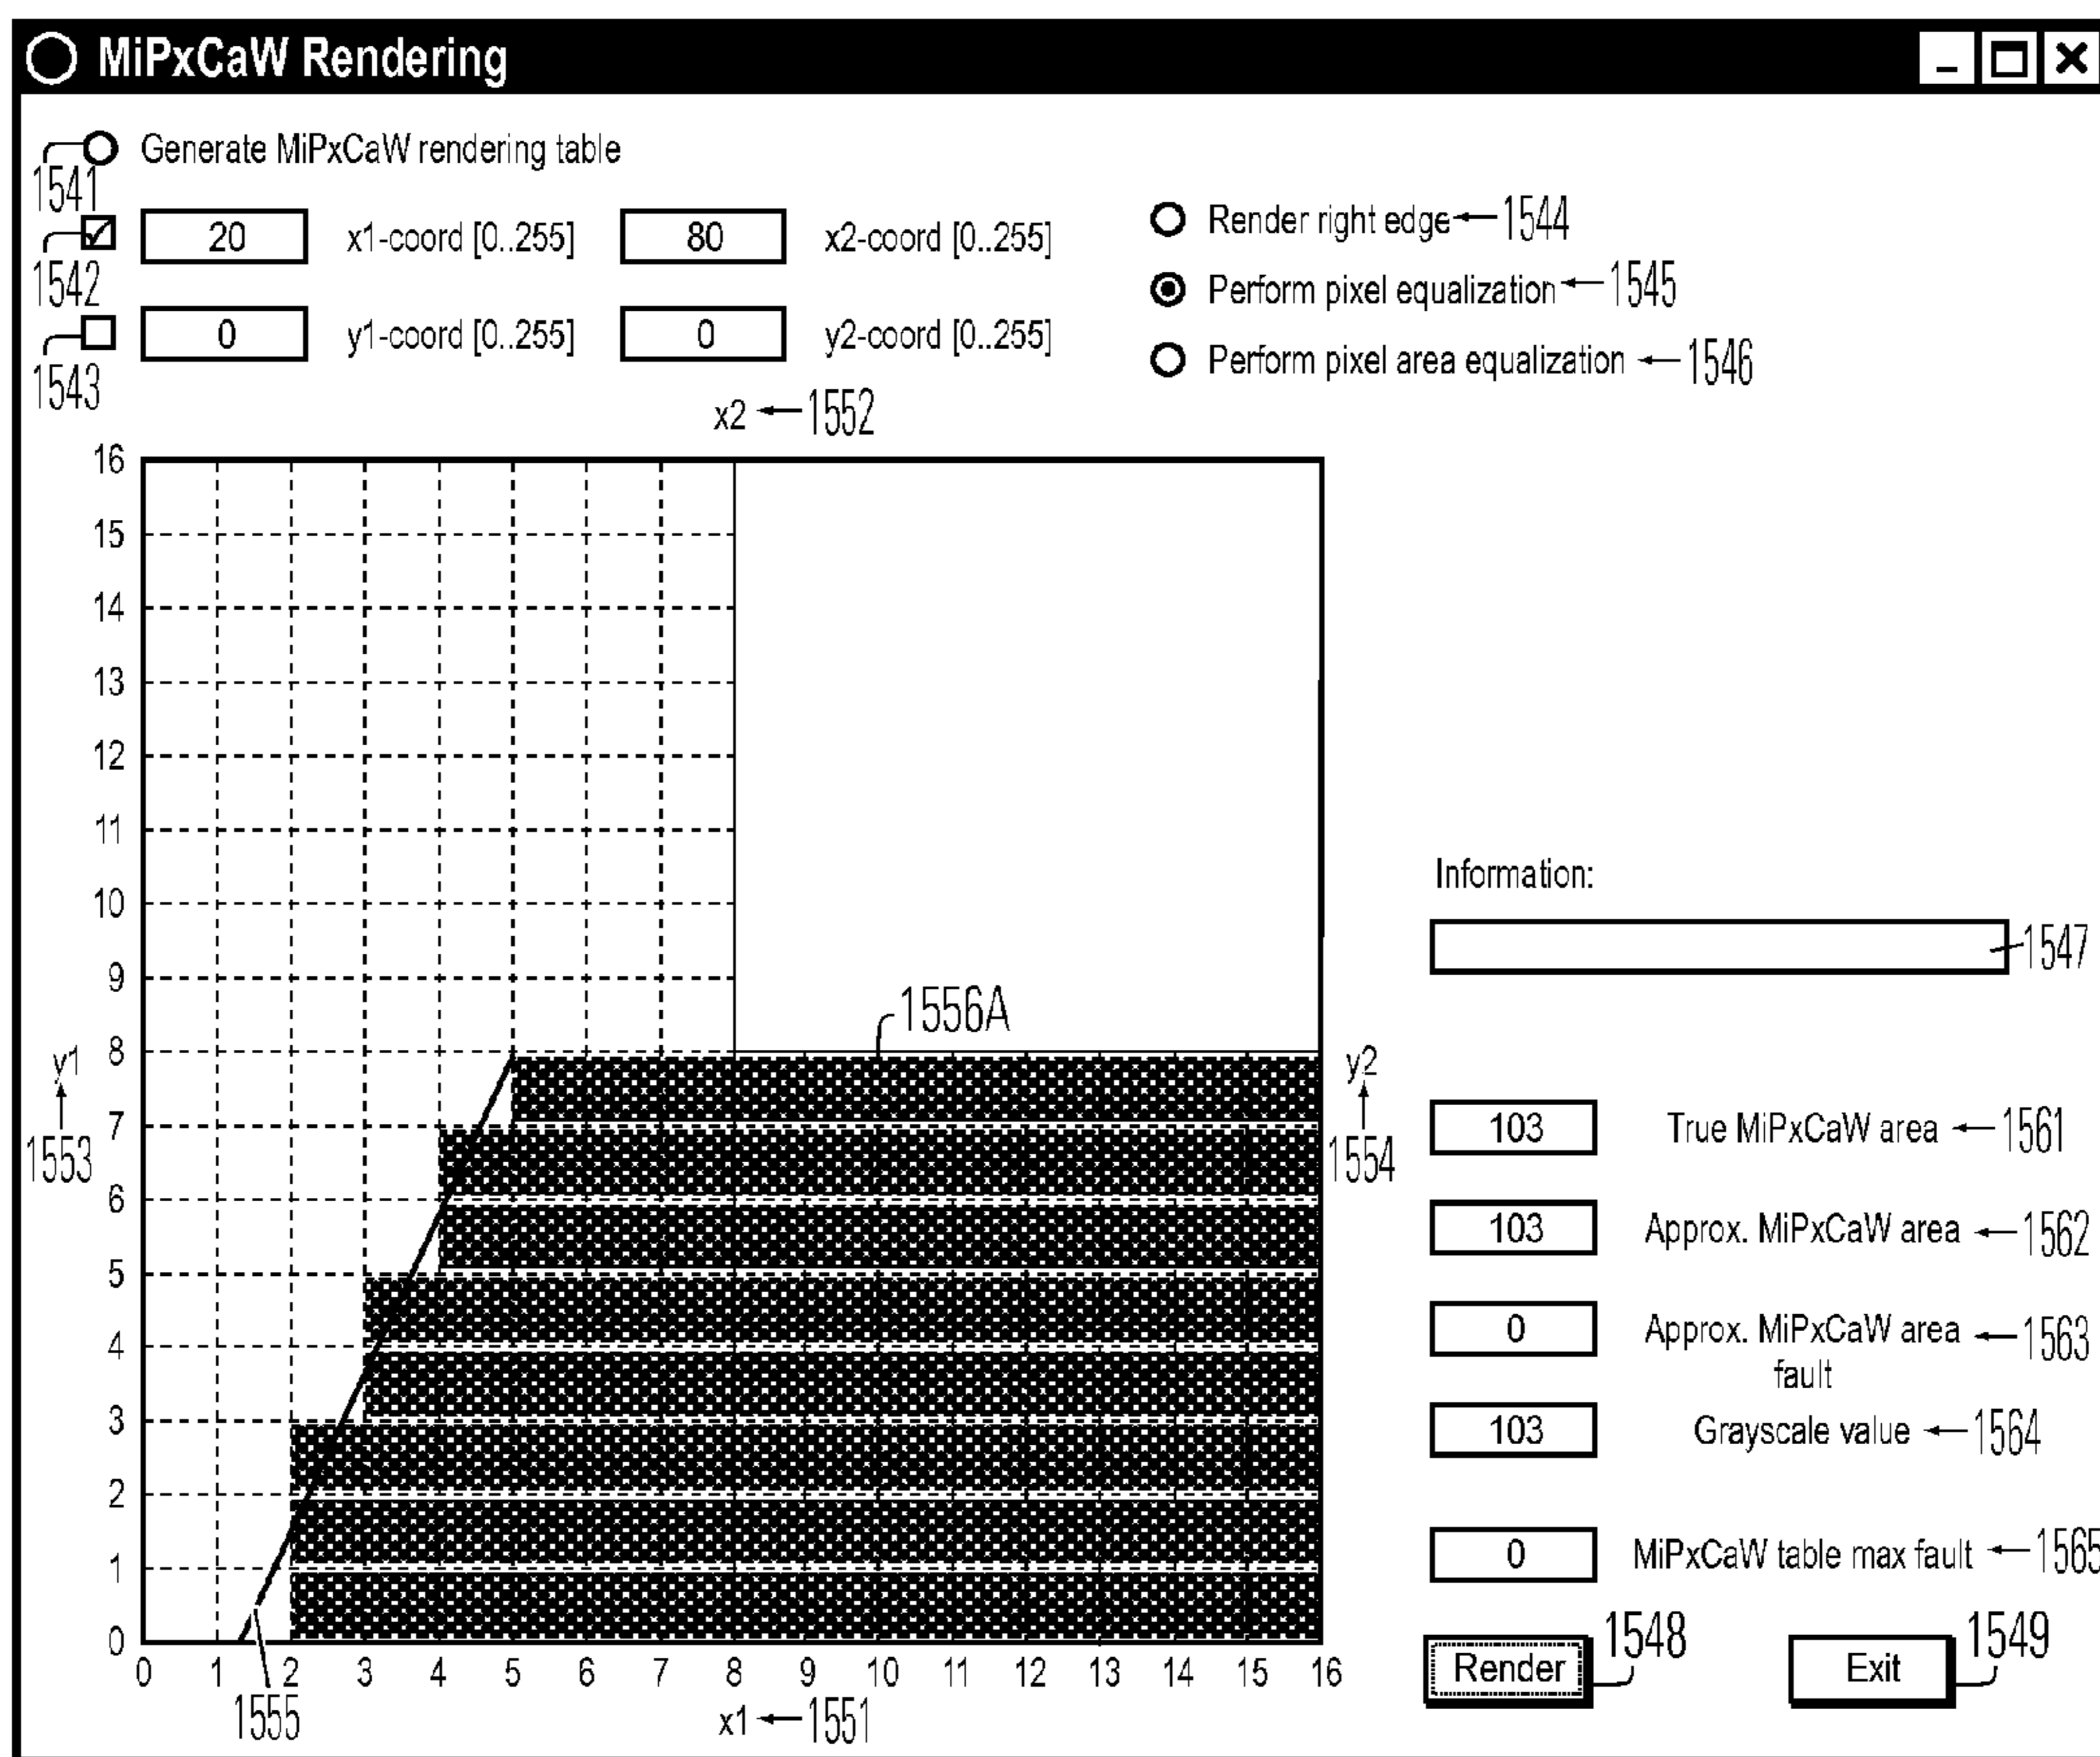 MiPxCaW Rendering
Generate MiPxCaW rendering table
1541
20 x1-coord [0..255] 80 x2-coord [0..255]
1542
0 y1-coord [0..255] 0 y2-coord [0..255]
1543
Render right edge 1544
Perform pixel equalization 1545
Perform pixel area equalization 1546
x2 1552
16
15
14
13
12
11
10
9
8
7
6
5
4
3
2
1
0
y1
1553
1556A
y2
1554
0 1 2 3 4 5 6 7 8 9 10 11 12 13 14 15 16
1555
x1 1551
Information:
1547
103 True MiPxCaW area 1561
103 Approx. MiPxCaW area 1562
0 Approx. MiPxCaW area 1563
fault
103 Grayscale value 1564
0 MiPxCaW table max fault 1565
Render 1548
Exit 1549